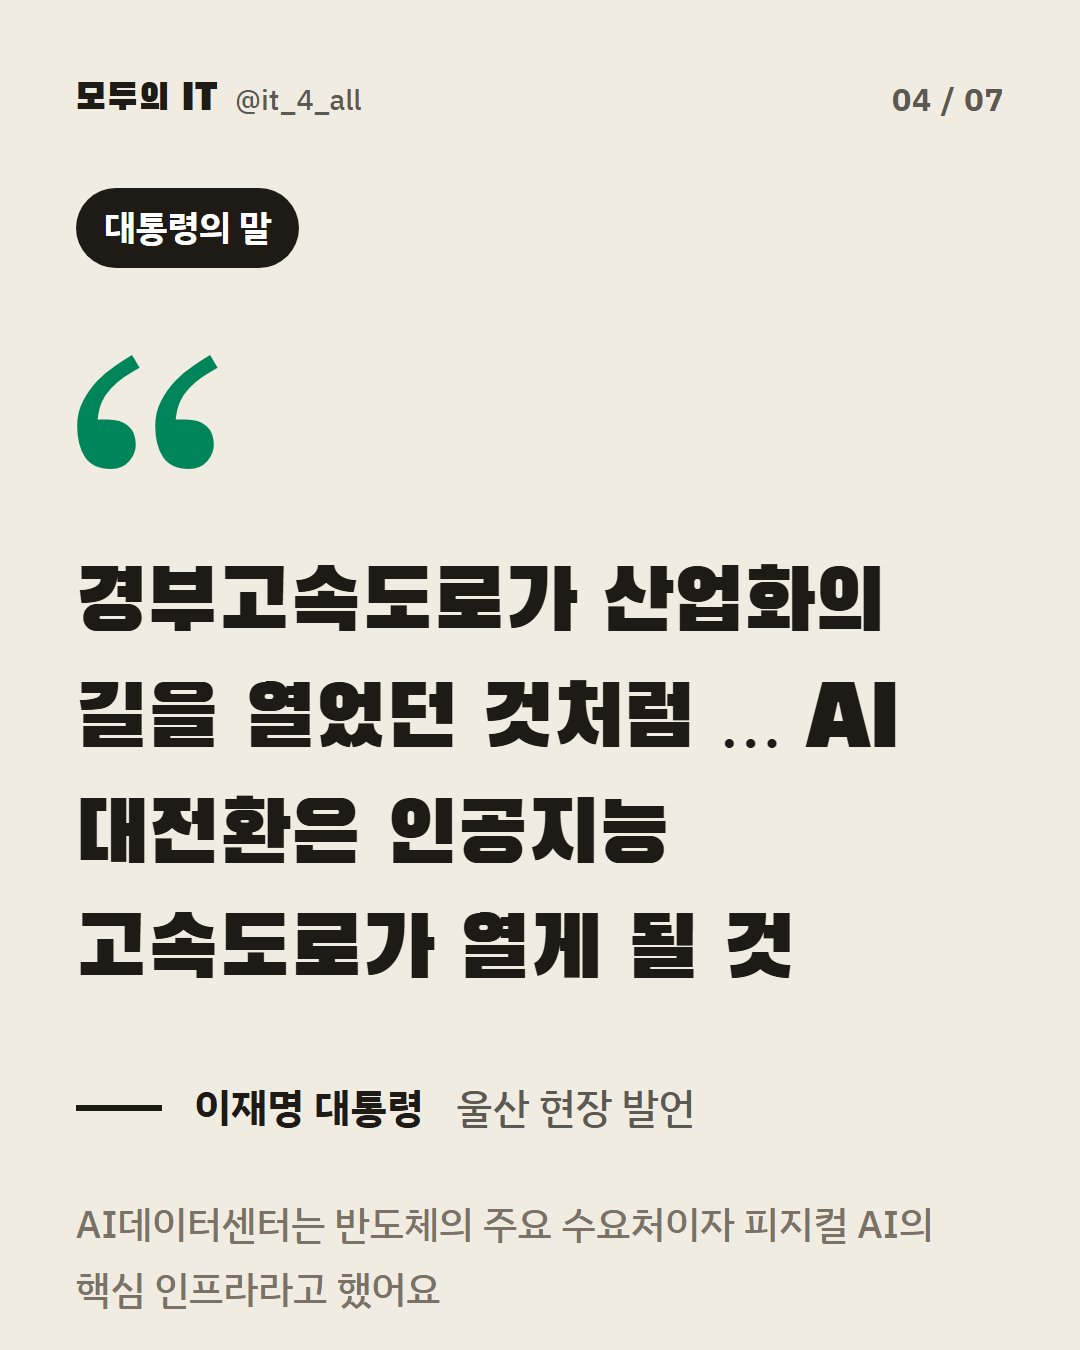 모두의 IT @it_4_all 04 / 07
대통령의 말
“
경부고속도로가 산업화의
길을 열었던 것처럼 … AI
대전환은 인공지능
고속도로가 열게 될 것
이재명 대통령 울산 현장 발언
AI데이터센터는 반도체의 주요 수요처이자 피지컬 AI의
핵심 인프라라고 했어요